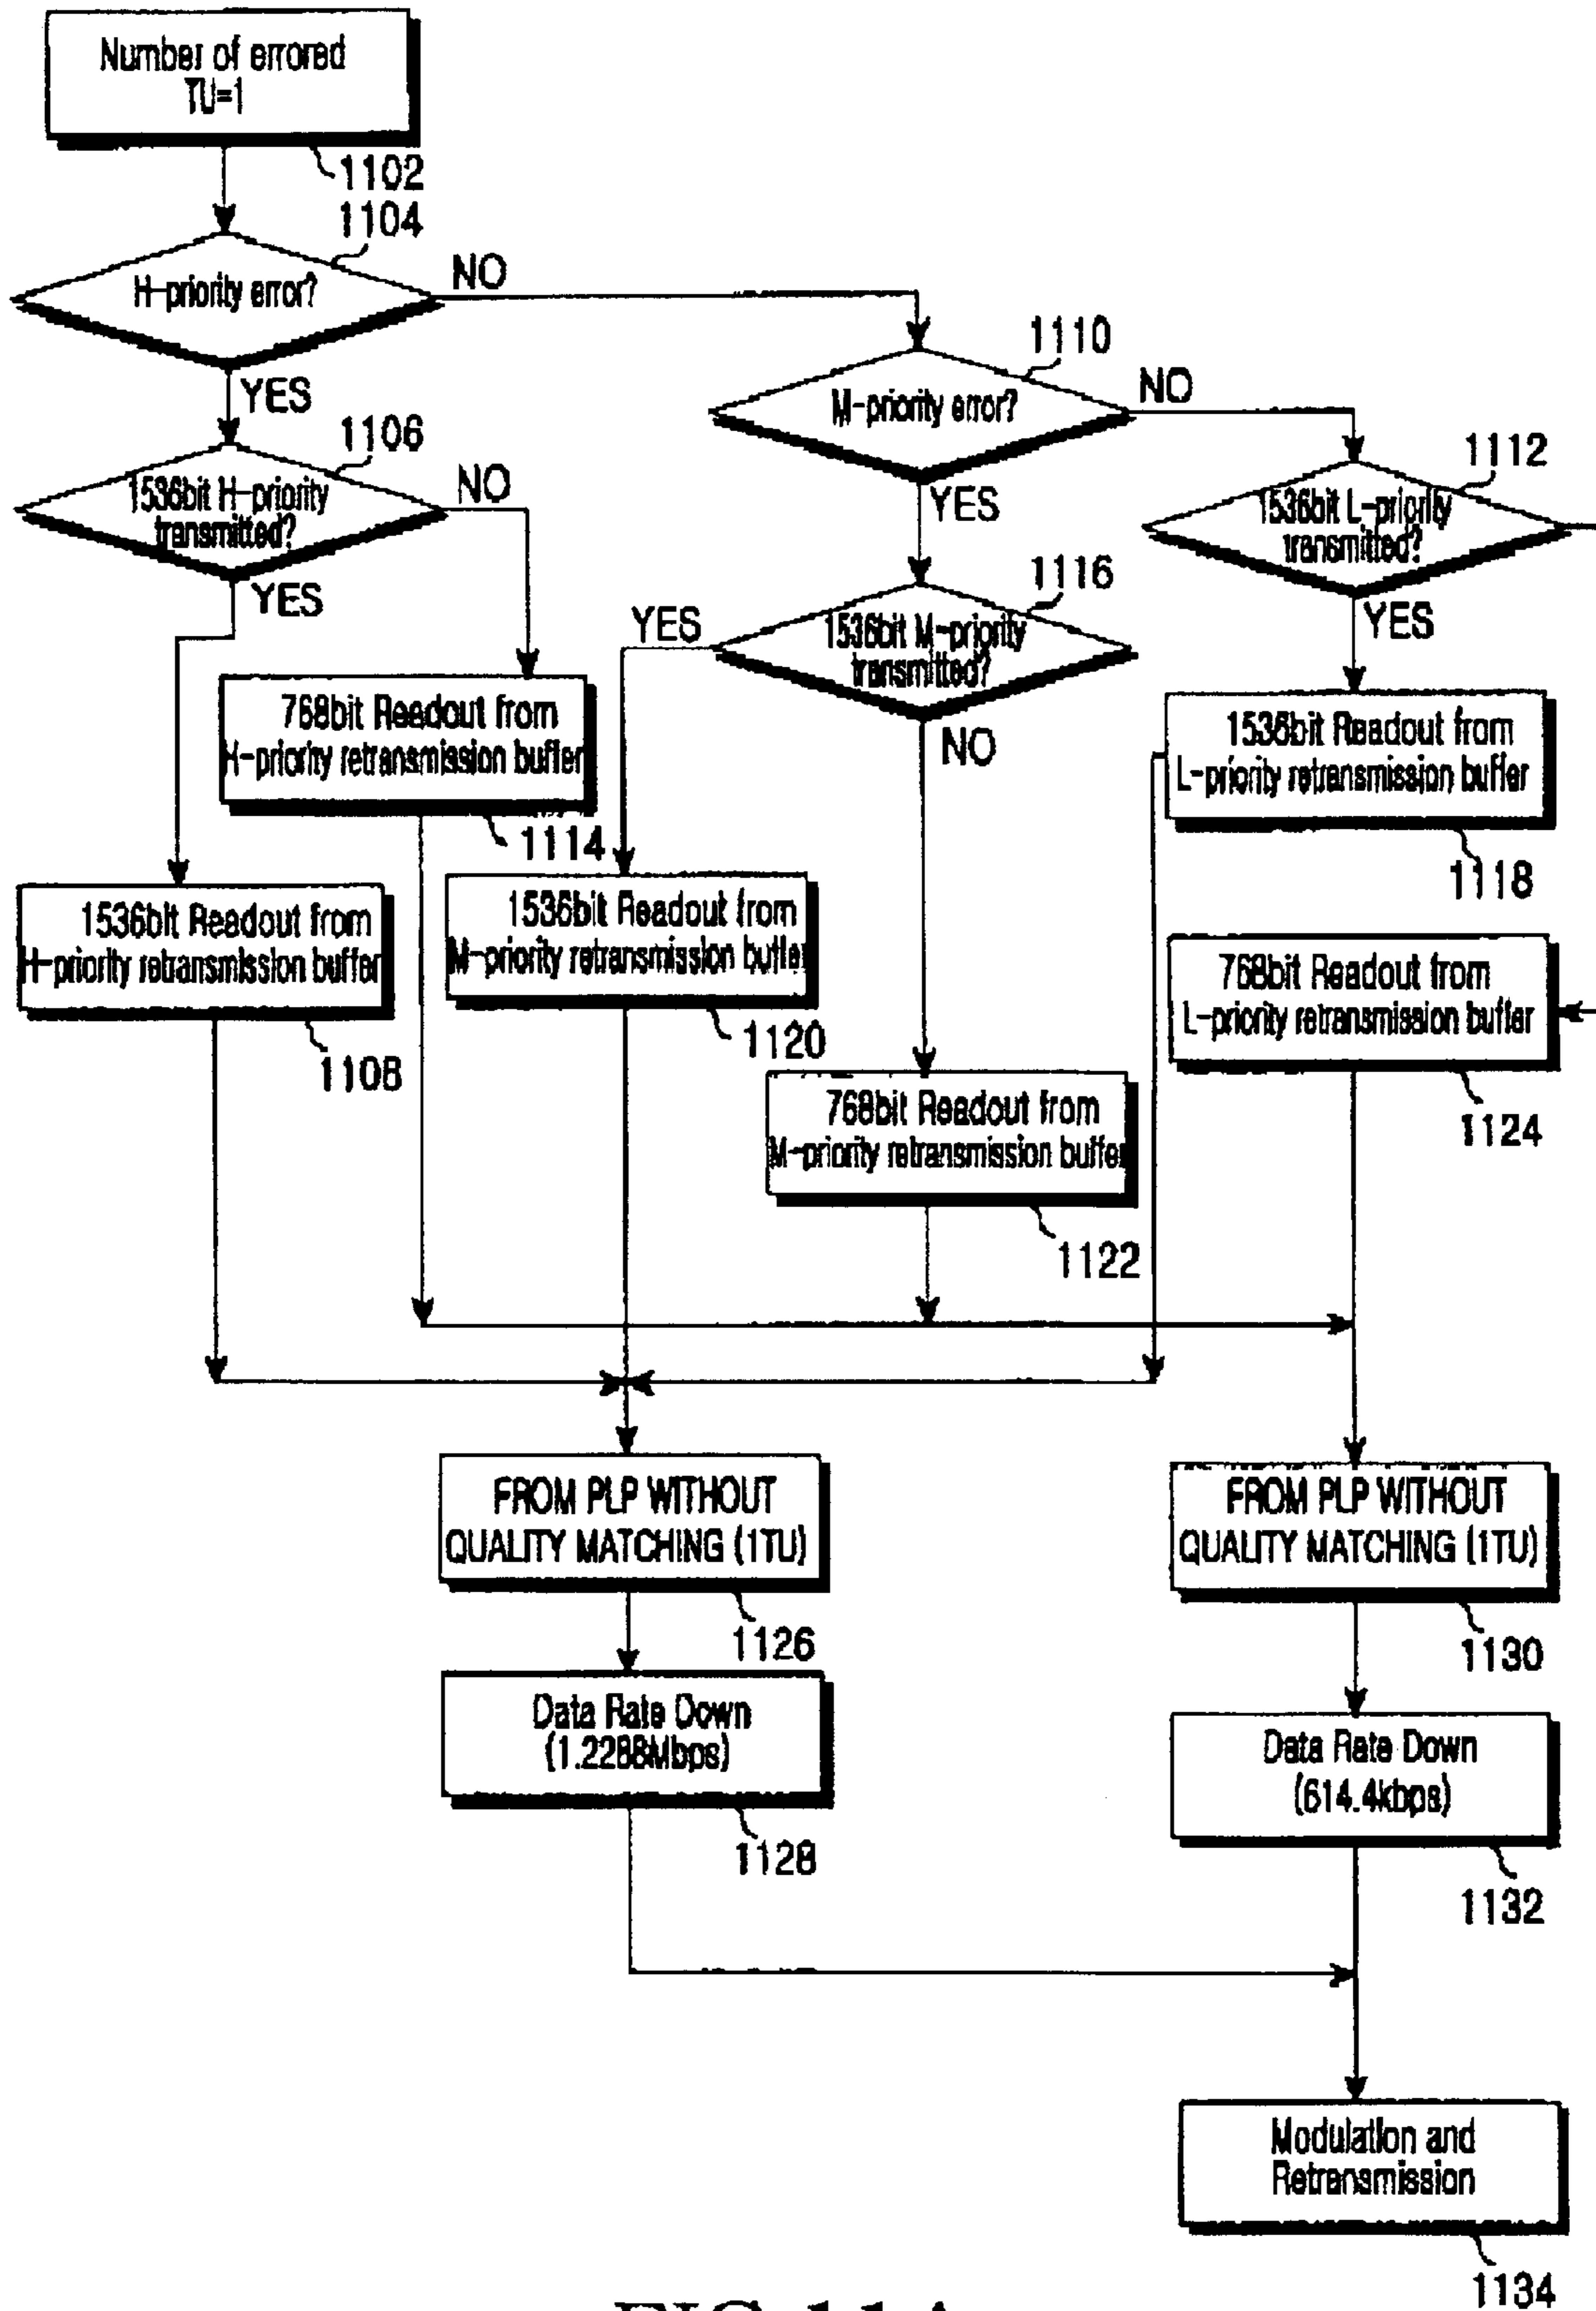 Number of errored
TU=1
1102
1104
H-priority error?
NO
YES
1110
M-priority error?
NO
YES
1106
1536bit H-priority
transmitted?
NO
YES
1112
1536bit L-priority
transmitted?
YES
1116
1536bit M-priority
transmitted?
YES
NO
768bit Readout from
H-priority retransmission buffer
1114
1536bit Readout from
L-priority retransmission buffer
1118
1536bit Readout from
H-priority retransmission buffer
1108
1536bit Readout from
M-priority retransmission buffer
1120
768bit Readout from
L-priority retransmission buffer
1124
768bit Readout from
M-priority retransmission buffer
1122
FROM PLP WITHOUT
QUALITY MATCHING (1TU)
1126
FROM PLP WITHOUT
QUALITY MATCHING (1TU)
1130
Data Rate Down
(1.2288Mbps)
1128
Data Rate Down
(614.4kbps)
1132
Modulation and
Retransmission
1134